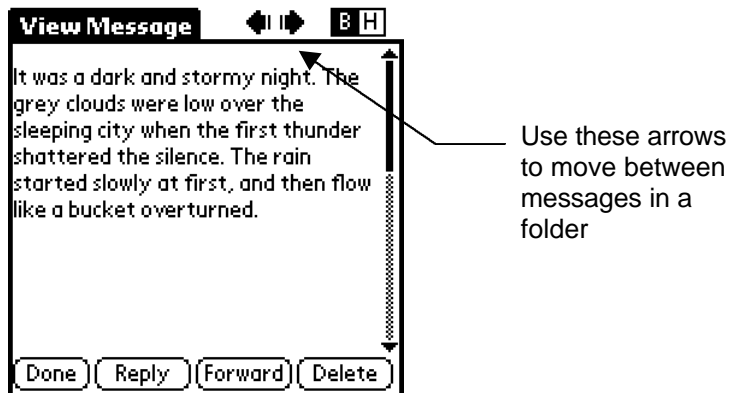 View Message B H
It was a dark and stormy night. The
grey clouds were low over the
sleeping city when the first thunder
shattered the silence. The rain
started slowly at first, and then flow
like a bucket overturned.
Done Reply Forward Delete
Use these arrows
to move between
messages in a
folder